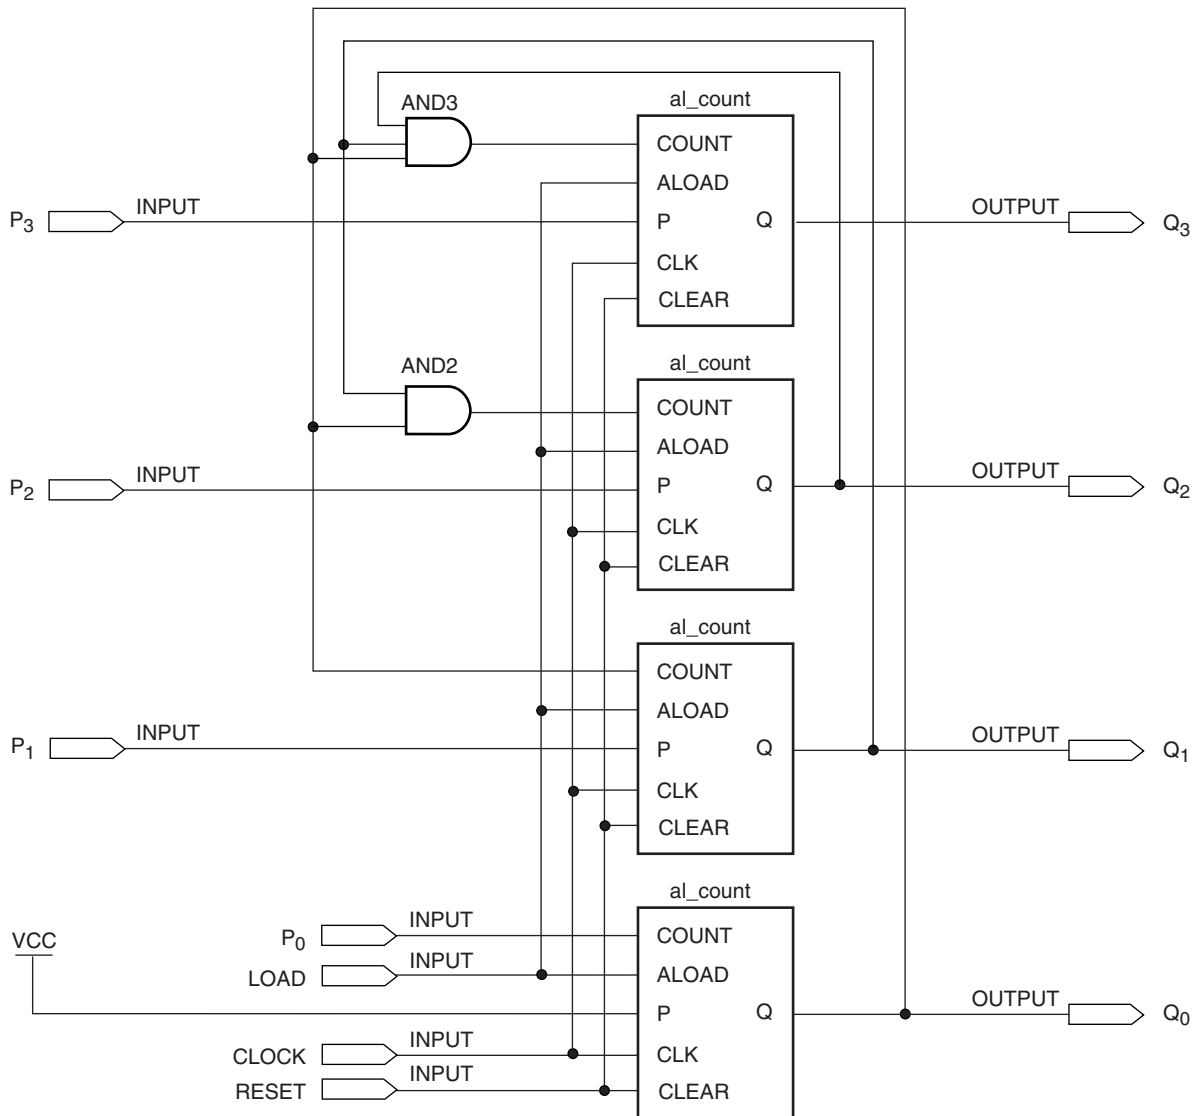 al_count
AND3
COUNT
ALOAD
P3 INPUT P Q OUTPUT Q3
CLK
CLEAR
al_count
AND2
COUNT
ALOAD
P2 INPUT P Q OUTPUT Q2
CLK
CLEAR
al_count
COUNT
ALOAD
P1 INPUT P Q OUTPUT Q1
CLK
CLEAR
al_count
P0 INPUT COUNT
VCC
LOAD INPUT ALOAD
P Q OUTPUT Q0
CLOCK INPUT CLK
RESET INPUT CLEAR